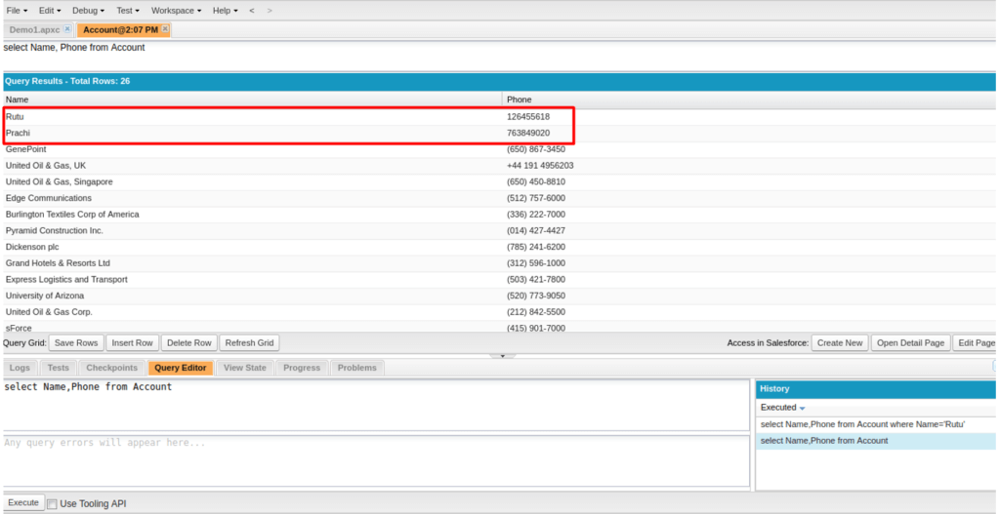 File Edit Debug Test Workspace Help < >
Demo1.apxc Account@2:07 PM
select Name, Phone from Account
Query Results - Total Rows: 26
Name Phone
Rutu 126455618
Prachi 763849020
GenePoint (650) 867-3450
United Oil & Gas, UK +44 191 4956203
United Oil & Gas, Singapore (650) 450-8810
Edge Communications (512) 757-6000
Burlington Textiles Corp of America (336) 222-7000
Pyramid Construction Inc. (014) 427-4427
Dickenson plc (785) 241-6200
Grand Hotels & Resorts Ltd (312) 596-1000
Express Logistics and Transport (503) 421-7800
University of Arizona (520) 773-9050
United Oil & Gas Corp. (212) 842-5500
sForce (415) 901-7000
Query Grid: Save Rows Insert Row Delete Row Refresh Grid Access in Salesforce: Create New Open Detail Page Edit Page
Logs Tests Checkpoints Query Editor View State Progress Problems
select Name,Phone from Account
Any query errors will appear here...
History
Executed
select Name,Phone from Account where Name='Rutu'
select Name,Phone from Account
Execute Use Tooling API